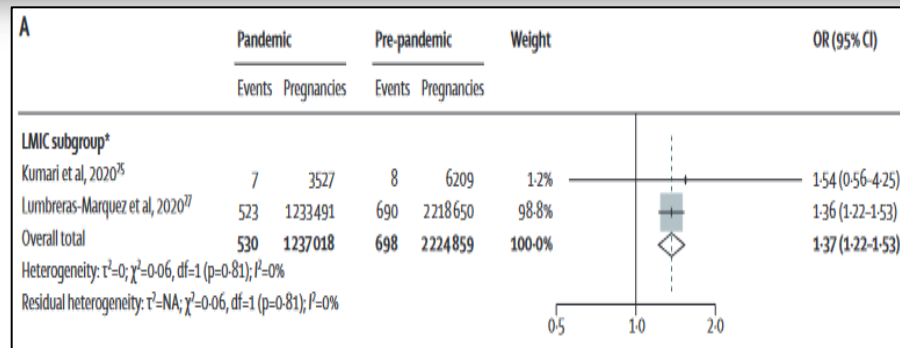 A
Pandemic Pre-pandemic Weight OR (95% CI)
Events Pregnancies Events Pregnancies
LMIC subgroup*
Kumari et al, 2020²⁵ 7 3527 8 6209 1·2% 1·54 (0·56–4·25)
Lumbreras-Marquez et al, 2020²⁷ 523 1233491 690 2218650 98·8% 1·36 (1·22–1·53)
Overall total 530 1237018 698 2224859 100·0% 1·37 (1·22–1·53)
Heterogeneity: τ²=0; χ²=0·06, df=1 (p=0·81); I²=0%
Residual heterogeneity: τ²=NA; χ²=0·06, df=1 (p=0·81); I²=0%
0·5 1·0 2·0